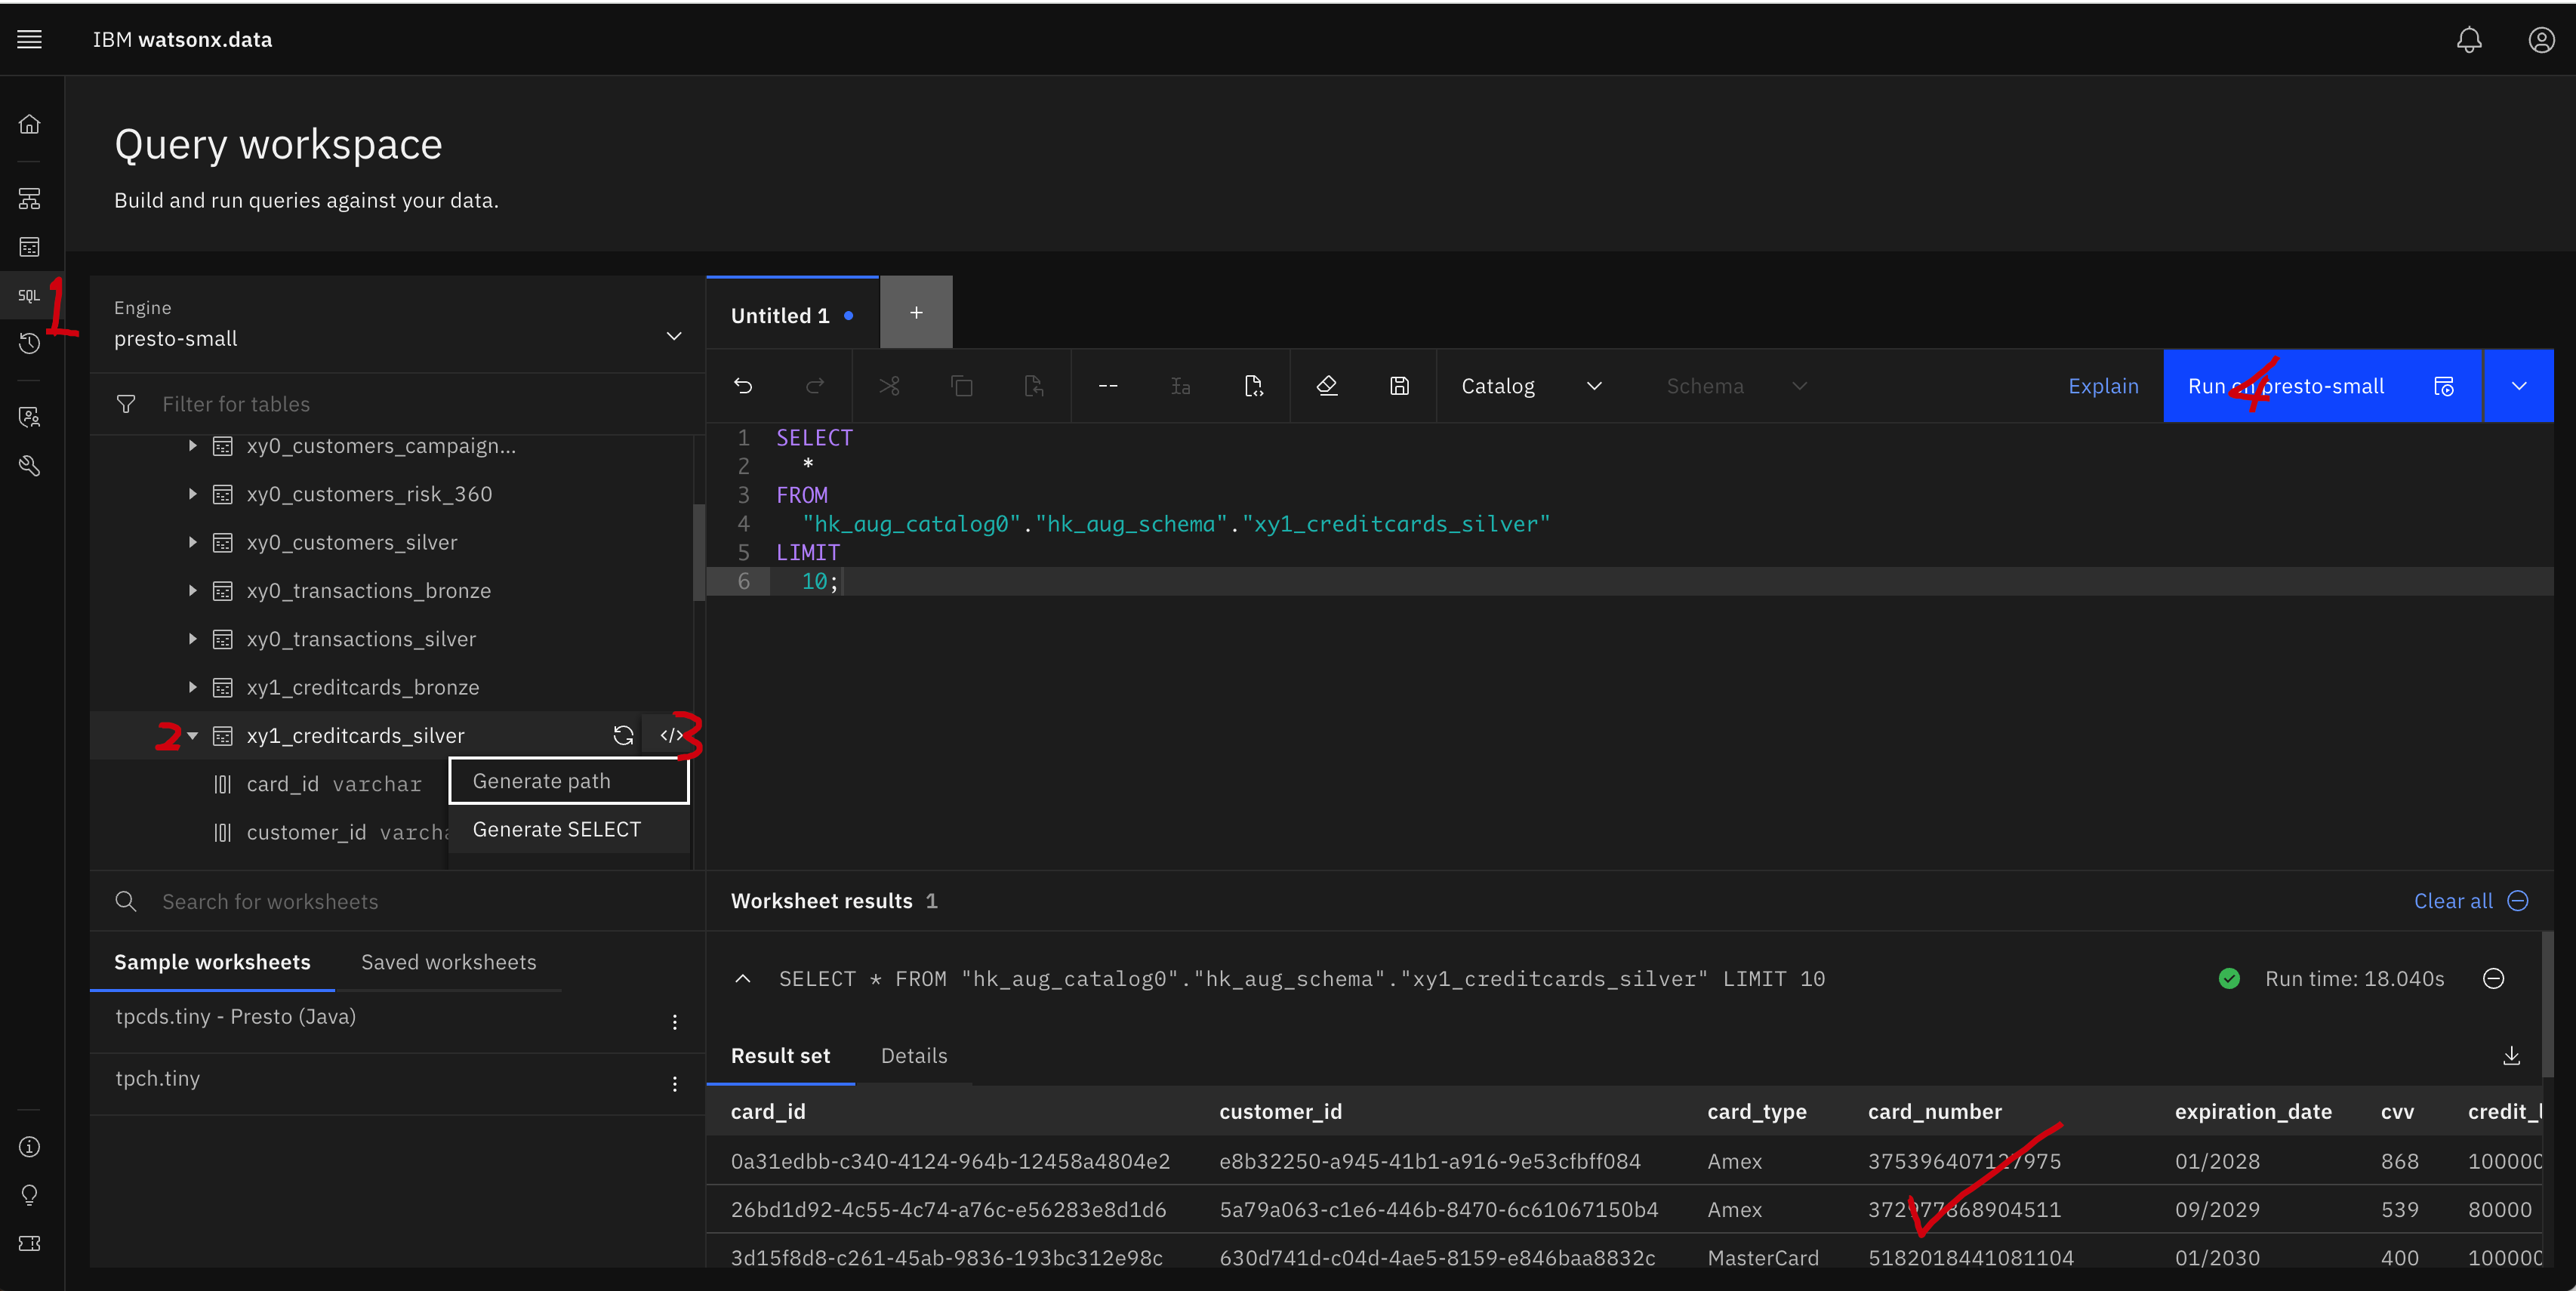 IBM watsonx.data
Query workspace
Build and run queries against your data.
SQL
1
Engine
presto-small
Filter for tables
xy0_customers_campaign...
xy0_customers_risk_360
xy0_customers_silver
xy0_transactions_bronze
xy0_transactions_silver
xy1_creditcards_bronze
2 xy1_creditcards_silver </> 3
card_id varchar
Generate path
customer_id varcha
Generate SELECT
Search for worksheets
Sample worksheets Saved worksheets
tpcds.tiny - Presto (Java)
tpch.tiny
Untitled 1 +
Catalog Schema Explain Run on presto-small
4
1 SELECT
2 *
3 FROM
4 "hk_aug_catalog0"."hk_aug_schema"."xy1_creditcards_silver"
5 LIMIT
6 10;
Worksheet results 1 Clear all
SELECT * FROM "hk_aug_catalog0"."hk_aug_schema"."xy1_creditcards_silver" LIMIT 10 Run time: 18.040s
Result set Details
card_id customer_id card_type card_number expiration_date cvv credit_l
0a31edbb-c340-4124-964b-12458a4804e2 e8b32250-a945-41b1-a916-9e53cfbff084 Amex 375396407127975 01/2028 868 100000
26bd1d92-4c55-4c74-a76c-e56283e8d1d6 5a79a063-c1e6-446b-8470-6c61067150b4 Amex 372977868904511 09/2029 539 80000
3d15f8d8-c261-45ab-9836-193bc312e98c 630d741d-c04d-4ae5-8159-e846baa8832c MasterCard 5182018441081104 01/2030 400 100000